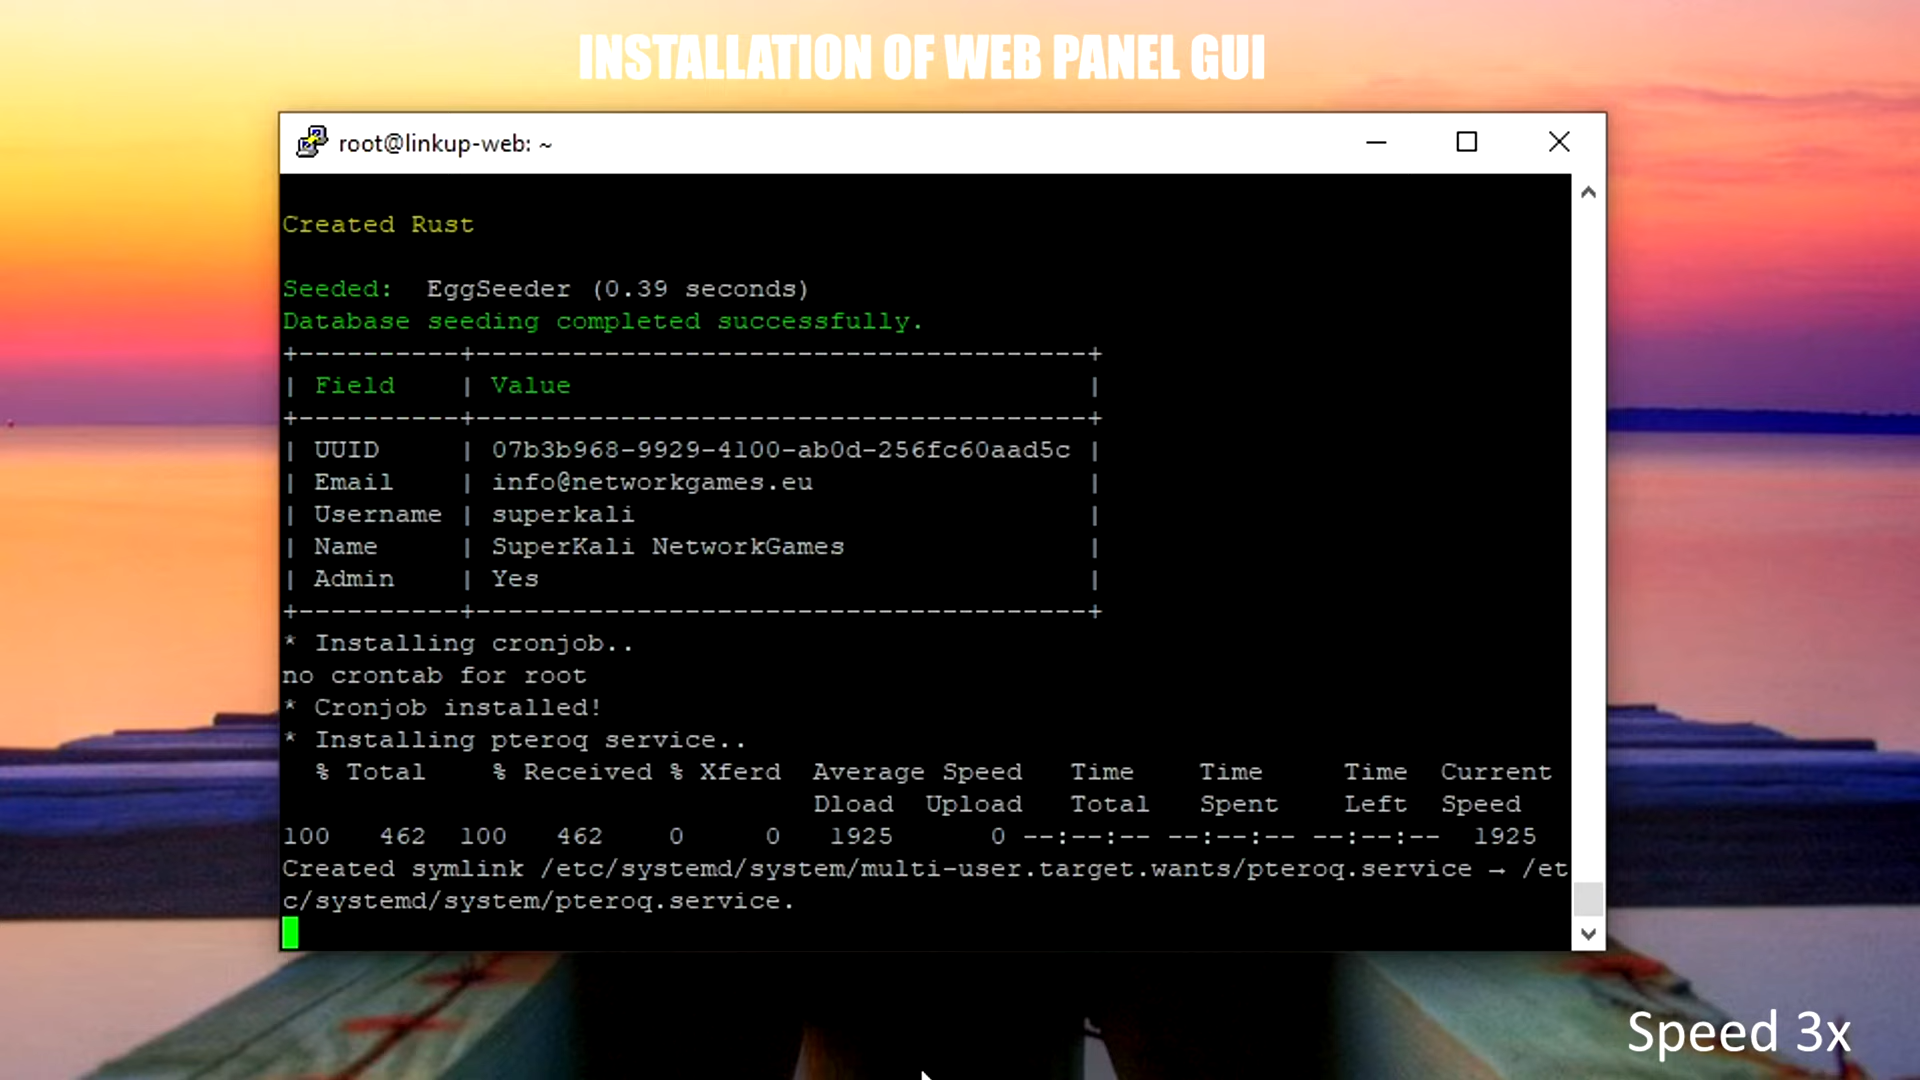 INSTALLATION OF WEB PANEL GUI
root@linkup-web: ~
Created Rust
Seeded:  EggSeeder (0.39 seconds)
Database seeding completed successfully.
+----------+--------------------------------------+
| Field    | Value                                |
+----------+--------------------------------------+
| UUID     | 07b3b968-9929-4100-ab0d-256fc60aad5c |
| Email    | info@networkgames.eu                 |
| Username | superkali                            |
| Name     | SuperKali NetworkGames               |
| Admin    | Yes                                  |
+----------+--------------------------------------+
* Installing cronjob..
no crontab for root
* Cronjob installed!
* Installing pteroq service..
  % Total    % Received % Xferd  Average Speed   Time    Time     Time  Current
                                 Dload  Upload   Total   Spent    Left  Speed
100   462  100   462    0     0   1925      0 --:--:-- --:--:-- --:--:--  1925
Created symlink /etc/systemd/system/multi-user.target.wants/pteroq.service → /et
c/systemd/system/pteroq.service.
Speed 3x